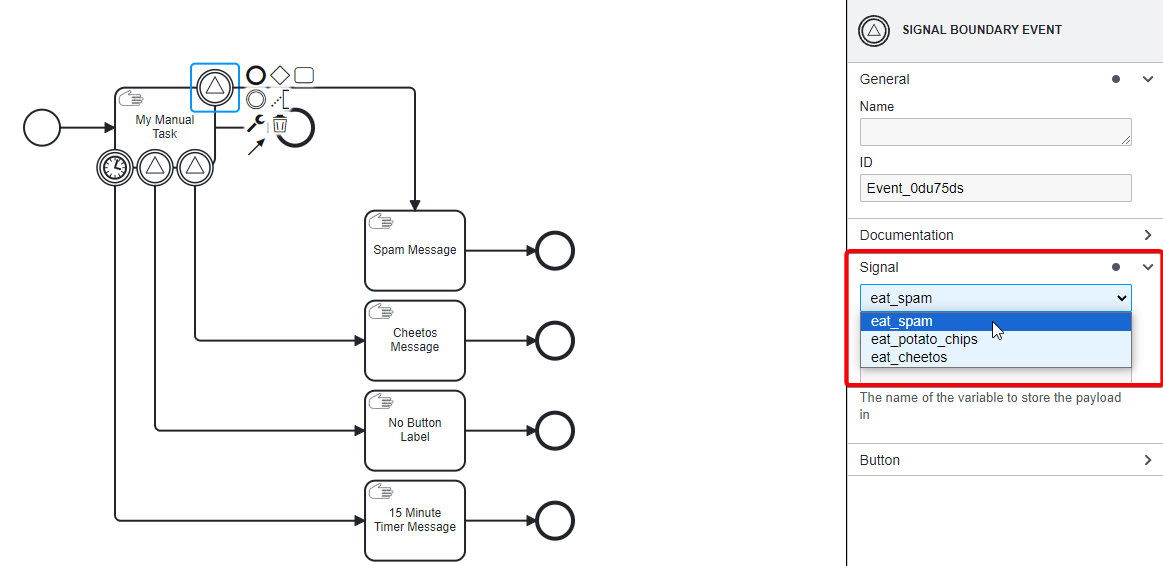 My Manual
Task
Spam Message
Cheetos
Message
No Button
Label
15 Minute
Timer Message
SIGNAL BOUNDARY EVENT
General
Name
ID
Event_0du75ds
Documentation
Signal
eat_spam
eat_spam
eat_potato_chips
eat_cheetos
The name of the variable to store the payload
in
Button